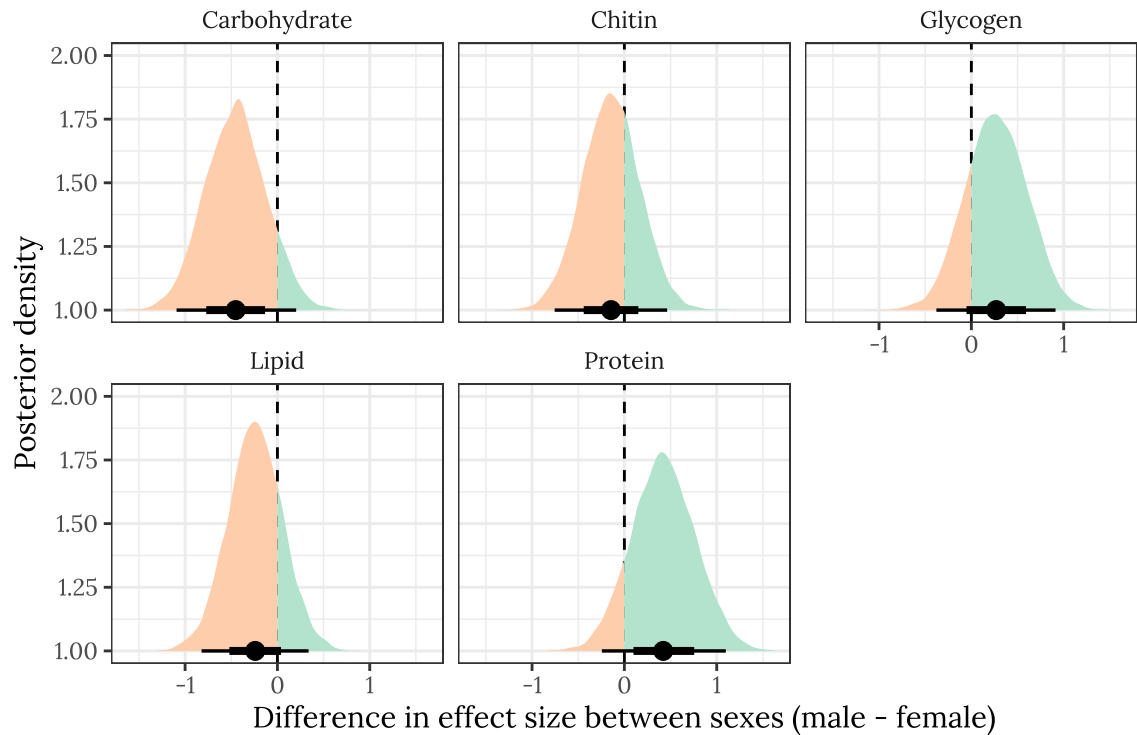 Carbohydrate Chitin Glycogen
2.00
1.75
1.50
1.25
1.00
−1 0 1
Lipid Protein
2.00
1.75
1.50
1.25
1.00
−1 0 1 −1 0 1
Difference in effect size between sexes (male - female)
Posterior density